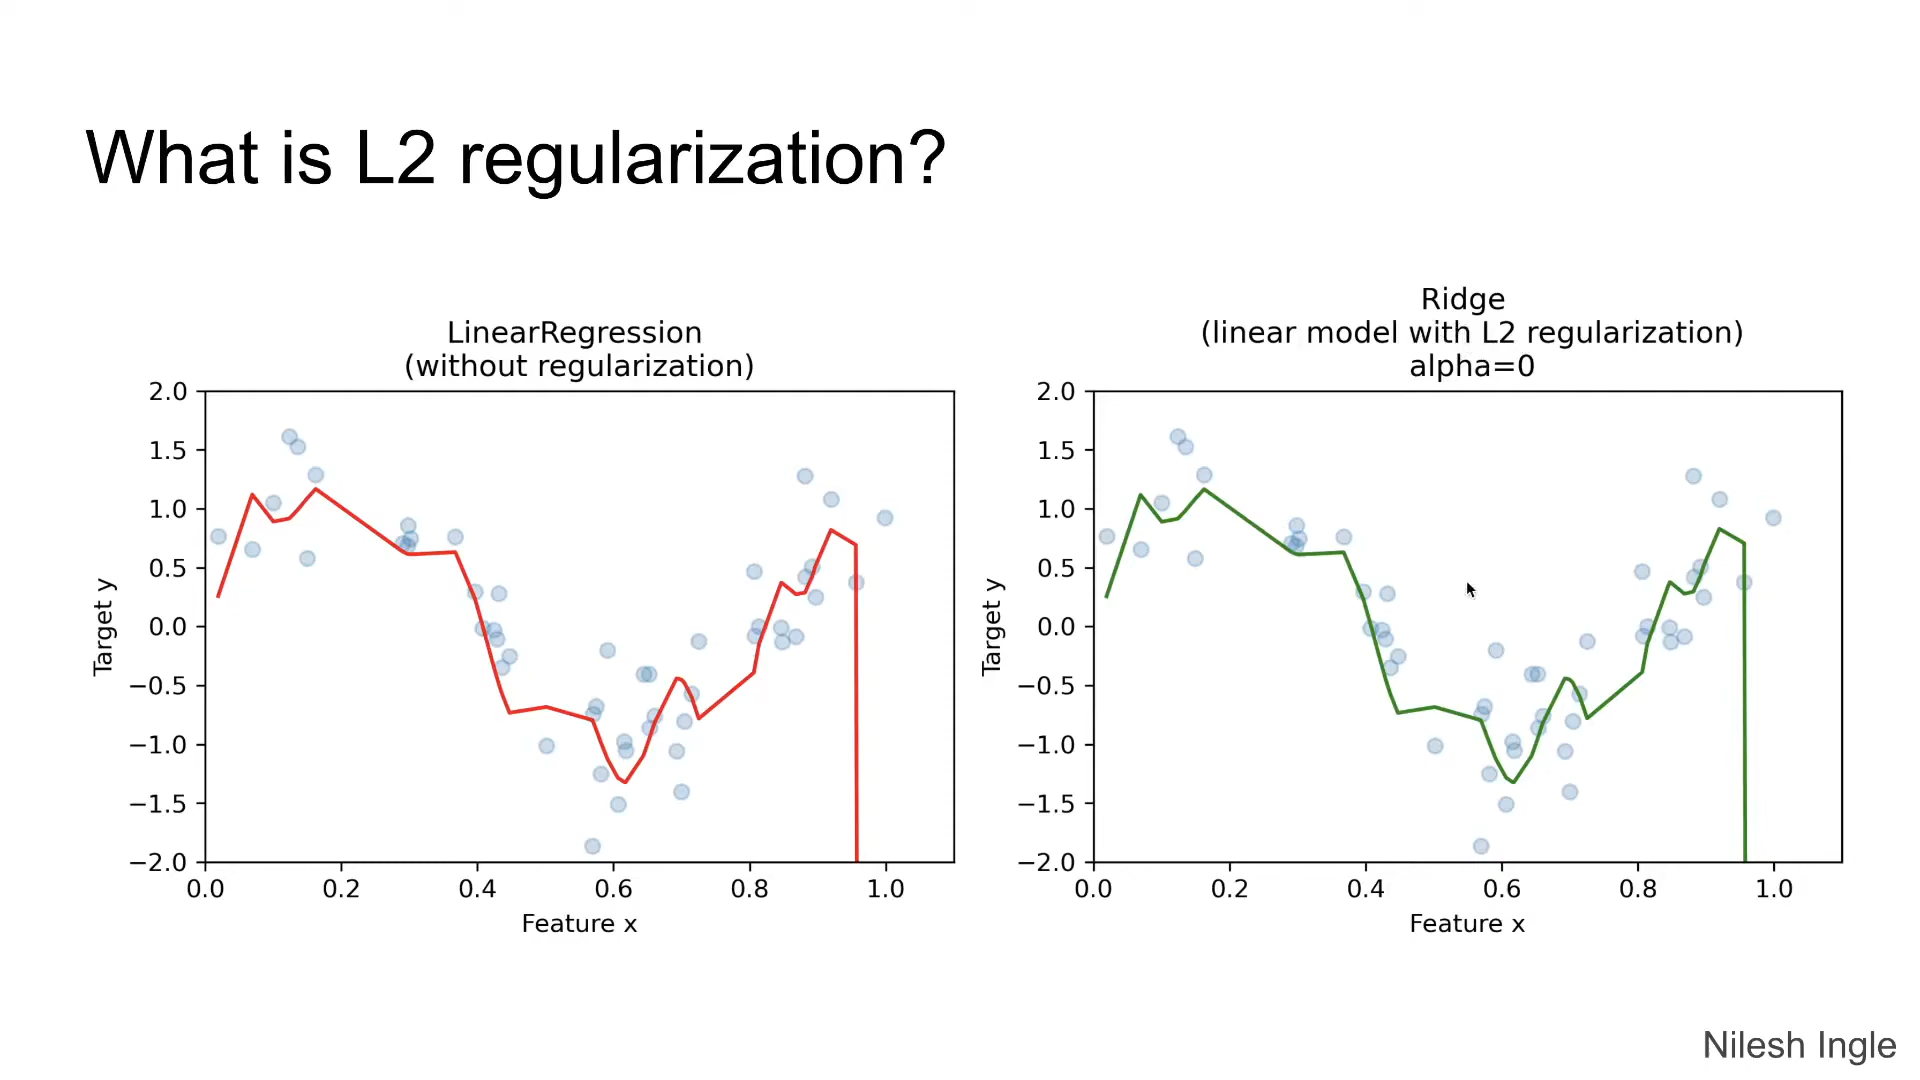 What is L2 regularization?
LinearRegression
(without regularization)
2.0
1.5
1.0
0.5
0.0
−0.5
−1.0
−1.5
−2.0
Target y
0.0 0.2 0.4 0.6 0.8 1.0
Feature x
Ridge
(linear model with L2 regularization)
alpha=0
2.0
1.5
1.0
0.5
0.0
−0.5
−1.0
−1.5
−2.0
Target y
0.0 0.2 0.4 0.6 0.8 1.0
Feature x
Nilesh Ingle